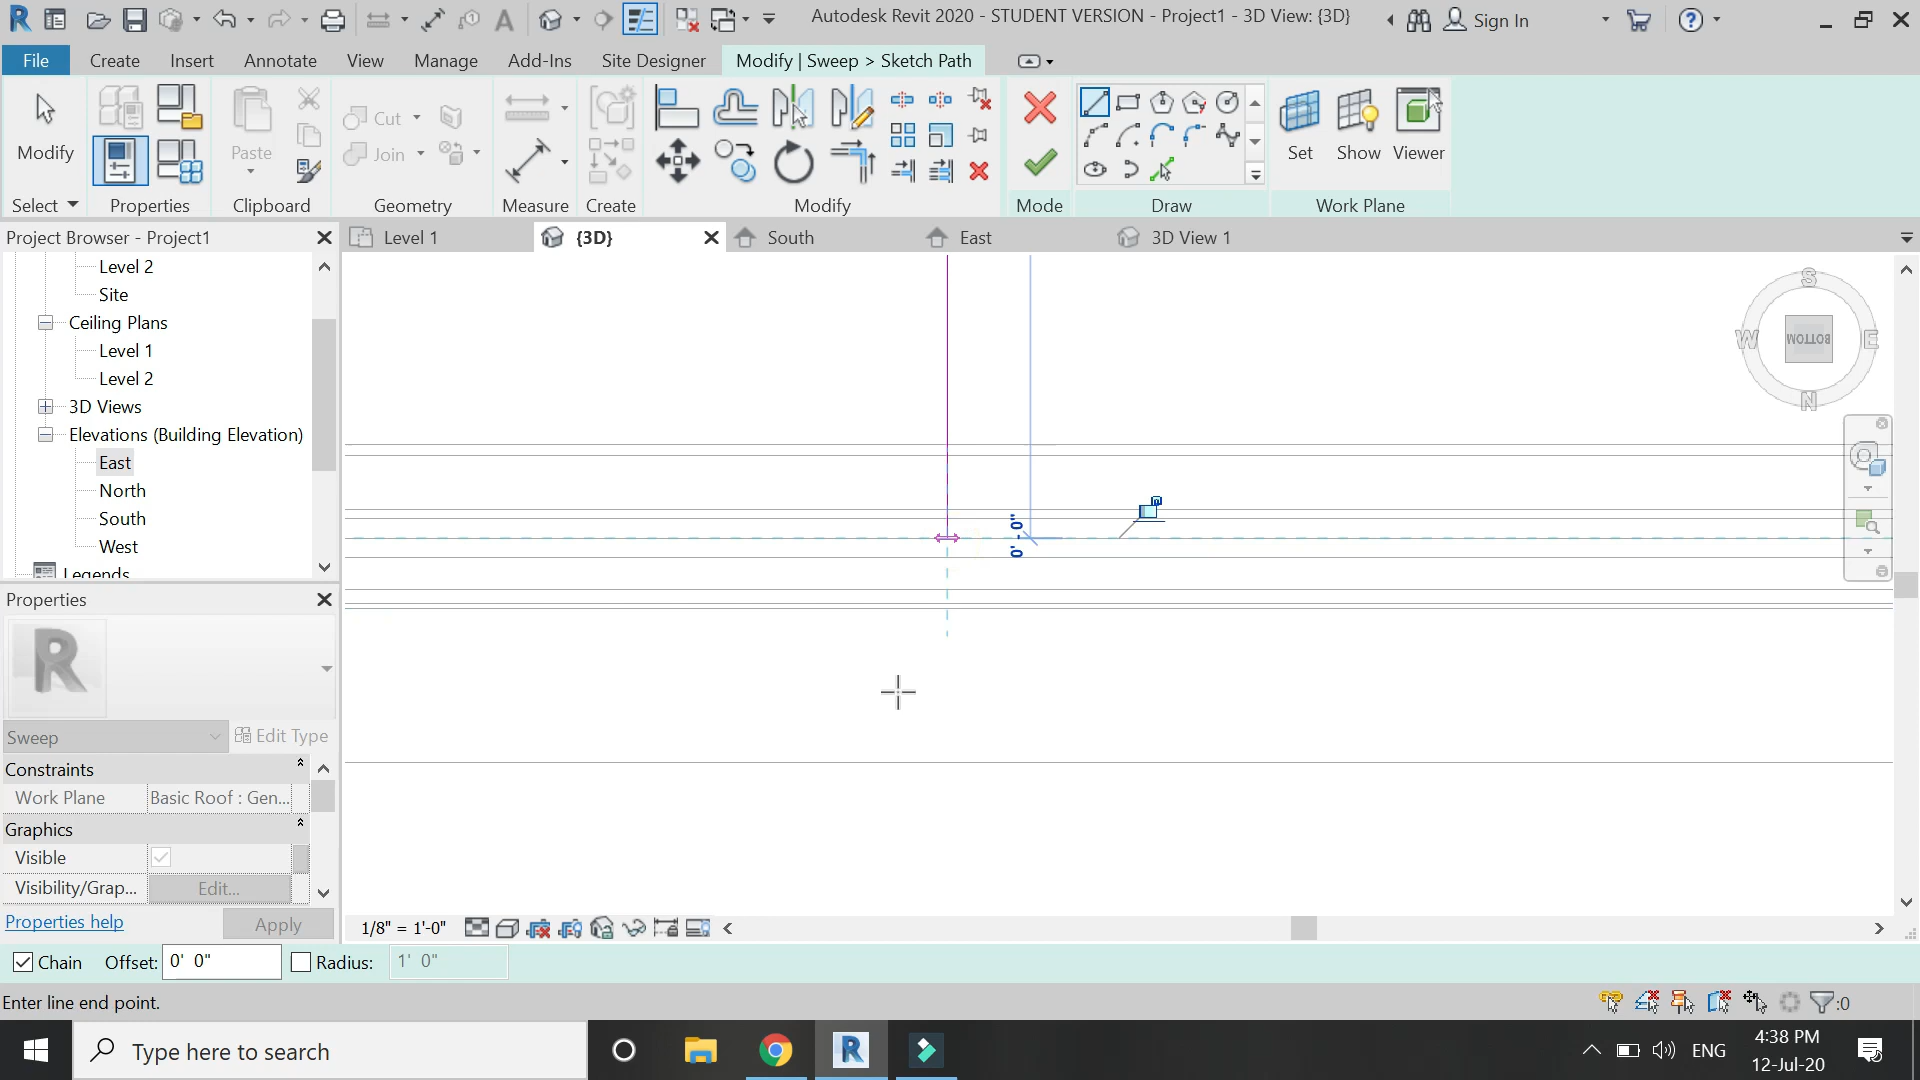 Autodesk Revit 2020 - STUDENT VERSION - Project1 - 3D View: {3D}
Sign In
File
Create
Insert
Annotate
View
Manage
Add-Ins
Site Designer
Modify | Sweep > Sketch Path
Modify
Paste
Cut
Join
Set
Show
Viewer
Select
Properties
Clipboard
Geometry
Measure
Create
Modify
Mode
Draw
Work Plane
Project Browser - Project1
Level 1
{3D}
South
East
3D View 1
Level 2
Site
Ceiling Plans
Level 1
Level 2
3D Views
Elevations (Building Elevation)
East
North
South
West
Legends
S
W
BOTTOM
E
N
0' - 0"
Properties
Sweep
Edit Type
Constraints
Work Plane
Basic Roof : Gen...
Graphics
Visible
Visibility/Grap...
Edit...
Properties help
Apply
1/8" = 1'-0"
Chain
Offset:
0' 0"
Radius:
1' 0"
Enter line end point.
:0
Type here to search
ENG
4:38 PM
12-Jul-20